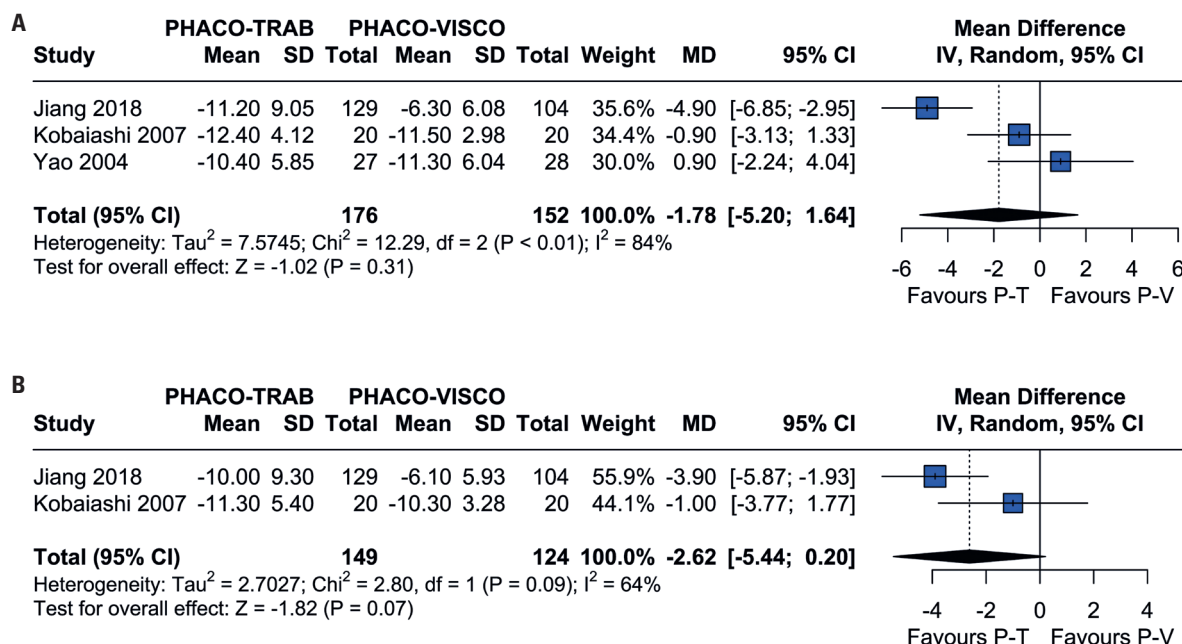 A
PHACO-TRAB PHACO-VISCO Mean Difference
Study Mean SD Total Mean SD Total Weight MD 95% CI IV, Random, 95% CI
Jiang 2018 -11.20 9.05 129 -6.30 6.08 104 35.6% -4.90 [-6.85; -2.95]
Kobaiashi 2007 -12.40 4.12 20 -11.50 2.98 20 34.4% -0.90 [-3.13; 1.33]
Yao 2004 -10.40 5.85 27 -11.30 6.04 28 30.0% 0.90 [-2.24; 4.04]
Total (95% CI) 176 152 100.0% -1.78 [-5.20; 1.64]
Heterogeneity: Tau² = 7.5745; Chi² = 12.29, df = 2 (P < 0.01); I² = 84%
Test for overall effect: Z = -1.02 (P = 0.31)
-6 -4 -2 0 2 4 6
Favours P-T Favours P-V
B
PHACO-TRAB PHACO-VISCO Mean Difference
Study Mean SD Total Mean SD Total Weight MD 95% CI IV, Random, 95% CI
Jiang 2018 -10.00 9.30 129 -6.10 5.93 104 55.9% -3.90 [-5.87; -1.93]
Kobaiashi 2007 -11.30 5.40 20 -10.30 3.28 20 44.1% -1.00 [-3.77; 1.77]
Total (95% CI) 149 124 100.0% -2.62 [-5.44; 0.20]
Heterogeneity: Tau² = 2.7027; Chi² = 2.80, df = 1 (P = 0.09); I² = 64%
Test for overall effect: Z = -1.82 (P = 0.07)
-4 -2 0 2 4
Favours P-T Favours P-V